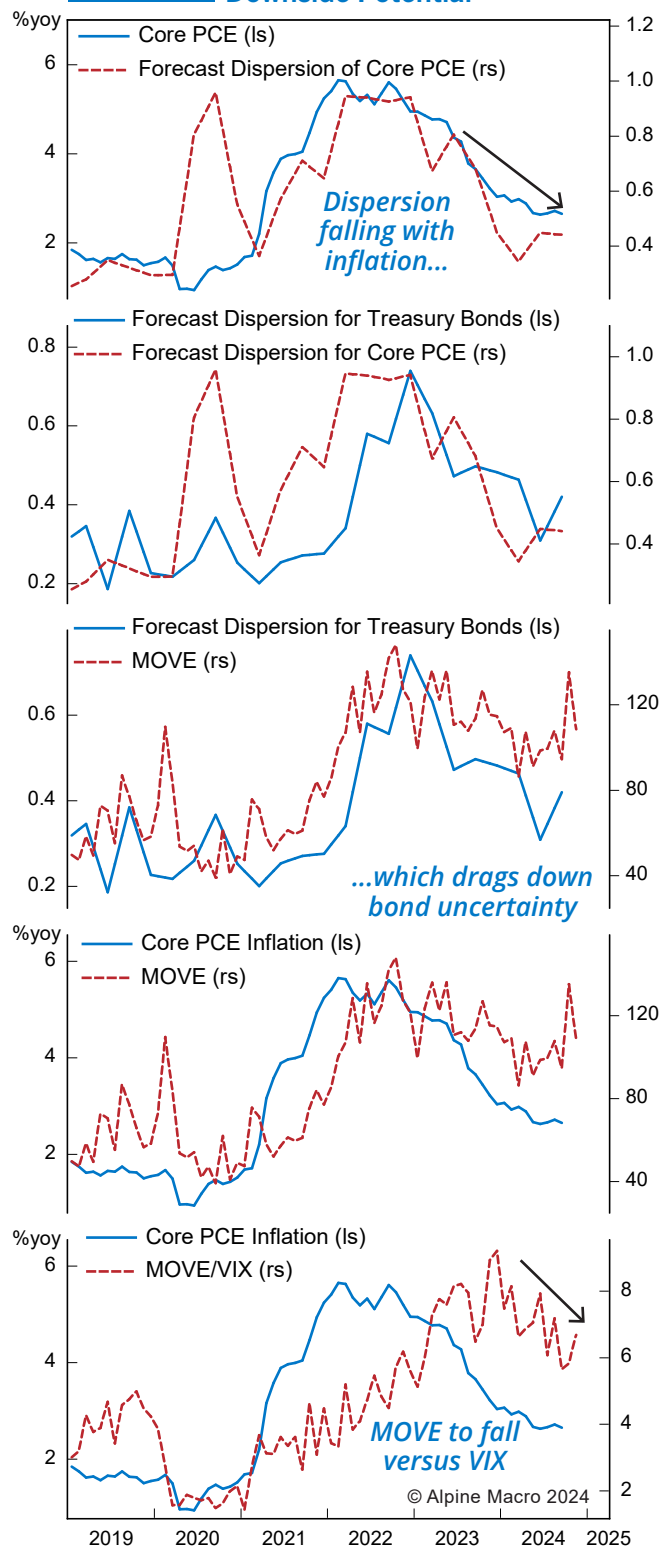 Downside Potential
%yoy
1.2
Core PCE (ls)
Forecast Dispersion of Core PCE (rs)
6
1.0
4
0.8
0.6
2
0.4
Dispersion
falling with
inflation...
Forecast Dispersion for Treasury Bonds (ls)
Forecast Dispersion for Core PCE (rs)
0.8
1.0
0.6
0.8
0.4
0.6
0.2
0.4
Forecast Dispersion for Treasury Bonds (ls)
MOVE (rs)
0.6
120
0.4
80
0.2
40
...which drags down
bond uncertainty
%yoy
Core PCE Inflation (ls)
MOVE (rs)
6
120
4
80
2
40
%yoy
Core PCE Inflation (ls)
MOVE/VIX (rs)
6
8
4
6
2
4
2
MOVE to fall
versus VIX
© Alpine Macro 2024
2019 2020 2021 2022 2023 2024 2025